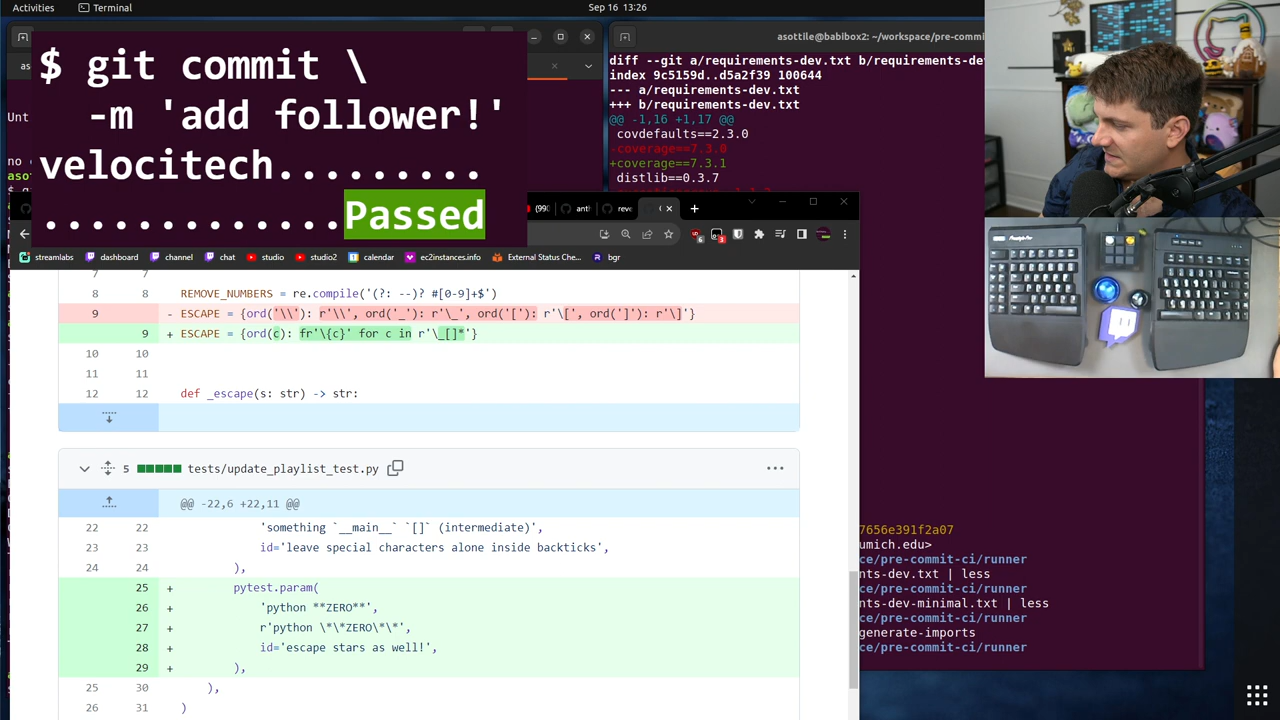 Activities
Terminal
Sep 16 13:26
$ git commit \
-m 'add follower!'
velocitech.........
.............Passed
Unt
no
asottile@babibox2: ~/workspace/pre-commi
diff --git a/requirements-dev.txt b/requirements-dev
index 9c5159d..d5a2f39 100644
--- a/requirements-dev.txt
+++ b/requirements-dev.txt
@@ -1,16 +1,17 @@
covdefaults==2.3.0
-coverage==7.3.0
+coverage==7.3.1
distlib==0.3.7
(99(
anti
reve
streamlabs
dashboard
channel
chat
studio
studio2
calendar
ec2instances.info
External Status Che...
bgr
7 7
8 8 REMOVE_NUMBERS = re.compile('(?: --)? #[0-9]+$')
9 - ESCAPE = {ord('\\'): r'\\', ord('_'): r'\_', ord('['): r'\[', ord(']'): r'\]'}
9 + ESCAPE = {ord(c): fr'\{c}' for c in r'\_[]*'}
10 10
11 11
12 12 def _escape(s: str) -> str:
5 tests/update_playlist_test.py
@@ -22,6 +22,11 @@
22 22 'something `__main__` `[]` (intermediate)',
23 23 id='leave special characters alone inside backticks',
24 24 ),
25 + pytest.param(
26 + 'python **ZERO**',
27 + r'python \*\*ZERO\*\*',
28 + id='escape stars as well!',
29 + ),
25 30 ),
26 31 )
7656e391f2a07
umich.edu>
ce/pre-commit-ci/runner
nts-dev.txt | less
ce/pre-commit-ci/runner
nts-dev-minimal.txt | less
ce/pre-commit-ci/runner
generate-imports
ce/pre-commit-ci/runner